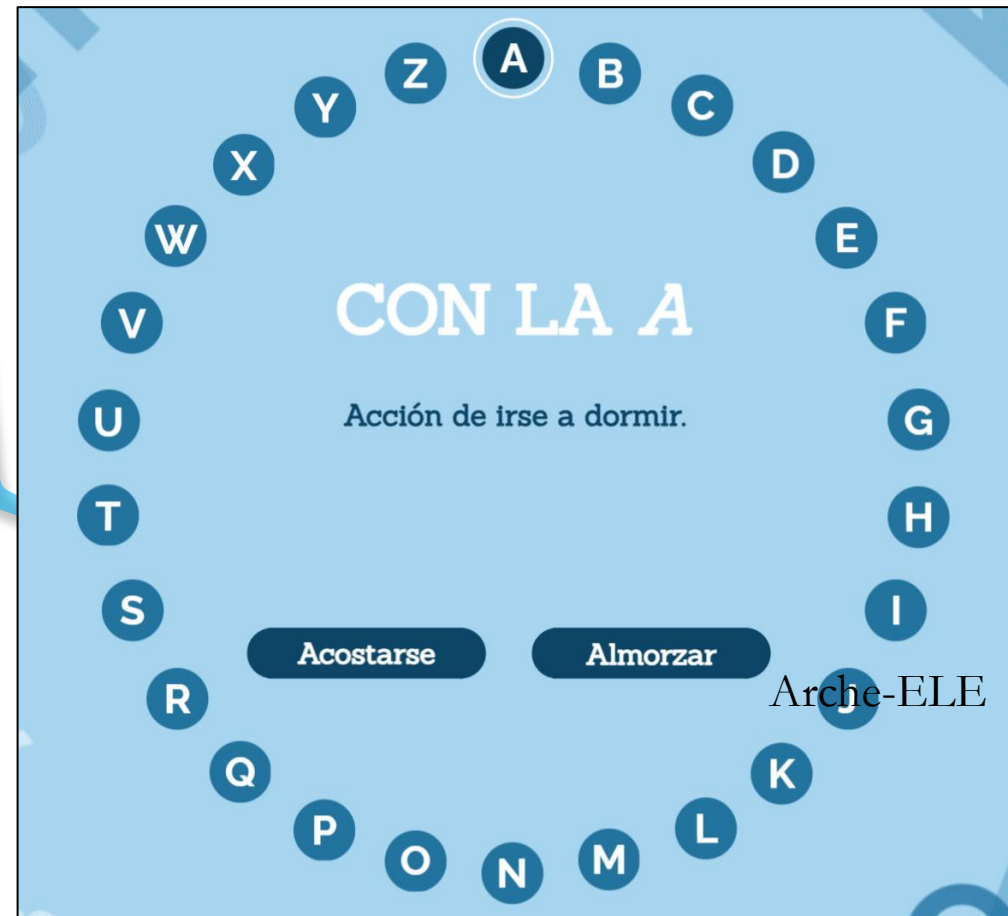 A
B
C
D
E
F
G
H
I
J
K
L
M
N
O
P
Q
R
S
T
U
V
W
X
Y
Z
CON LA A
Acción de irse a dormir.
Acostarse
Almorzar
Arche-ELE